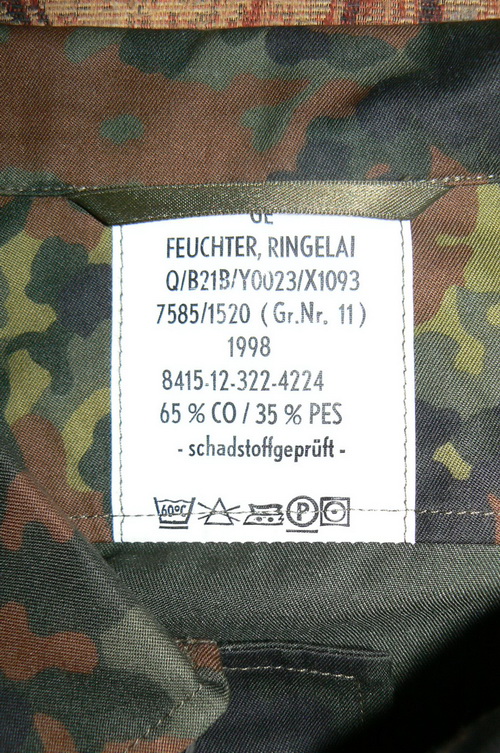 GE
FEUCHTER, RINGELAI
Q/B21B/Y0023/X1093
7585/1520 (Gr.Nr. 11)
1998
8415-12-322-4224
65 % CO / 35 % PES
- schadstoffgeprüft -
60°C P